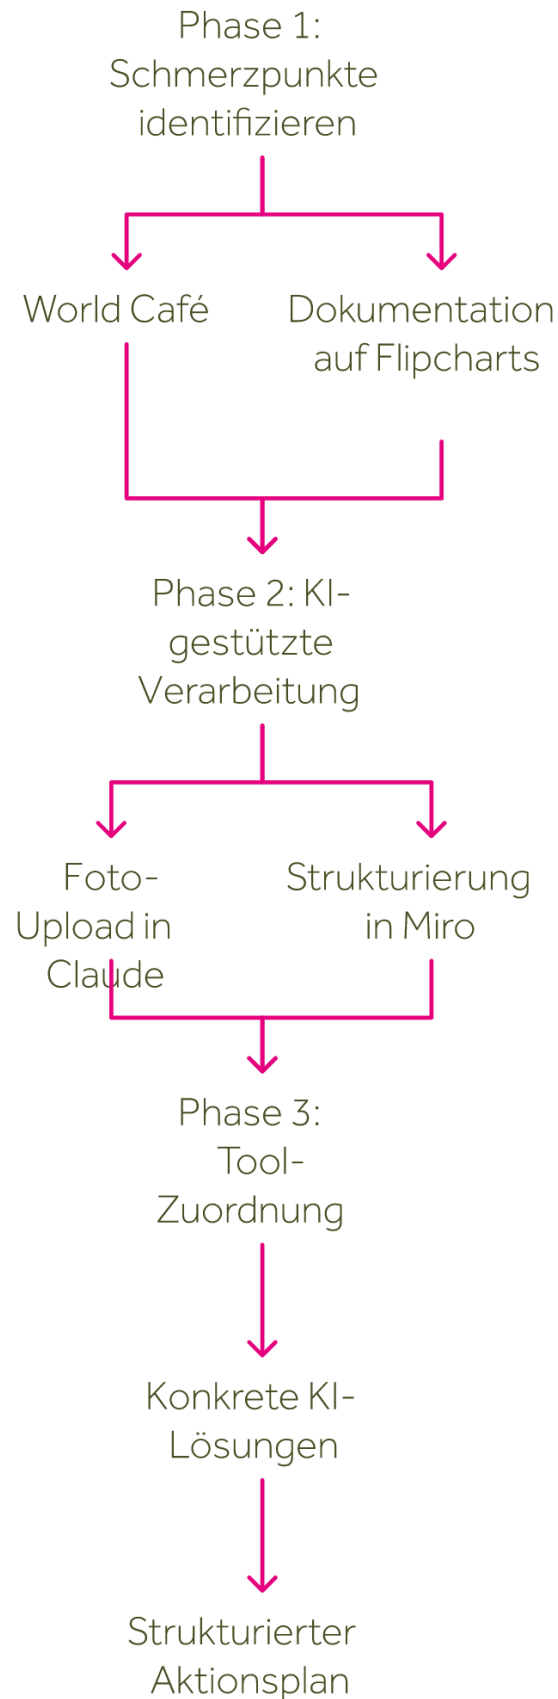 Phase 1:
Schmerzpunkte
identifizieren
World Café
Dokumentation
auf Flipcharts
Phase 2: KI-
gestützte
Verarbeitung
Foto-
Upload in
Claude
Strukturierung
in Miro
Phase 3:
Tool-
Zuordnung
Konkrete KI-
Lösungen
Strukturierter
Aktionsplan